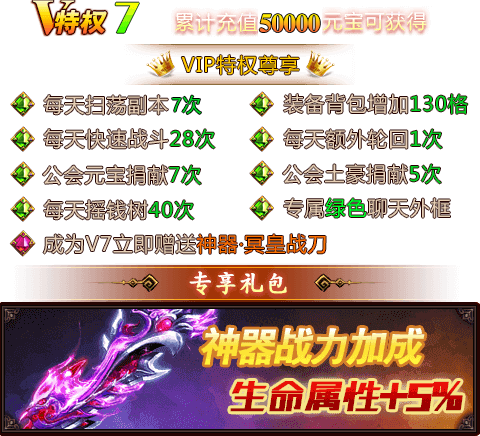 V特权 7 累计充值50000元宝可获得
VIP特权尊享
每天扫荡副本7次 装备背包增加130格
每天快速战斗28次 每天额外轮回1次
公会元宝捐献7次 公会土豪捐献5次
每天摇钱树40次 专属绿色聊天外框
成为V7立即赠送神器·冥皇战刀
专享礼包
神器战力加成
生命属性+5%